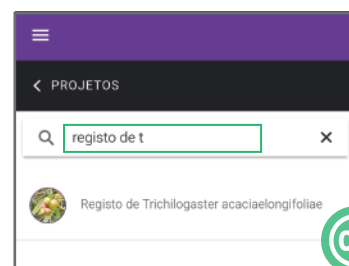 PROJETOS
registo de t
Registo de Trichilogaster acaciaelongifoliae